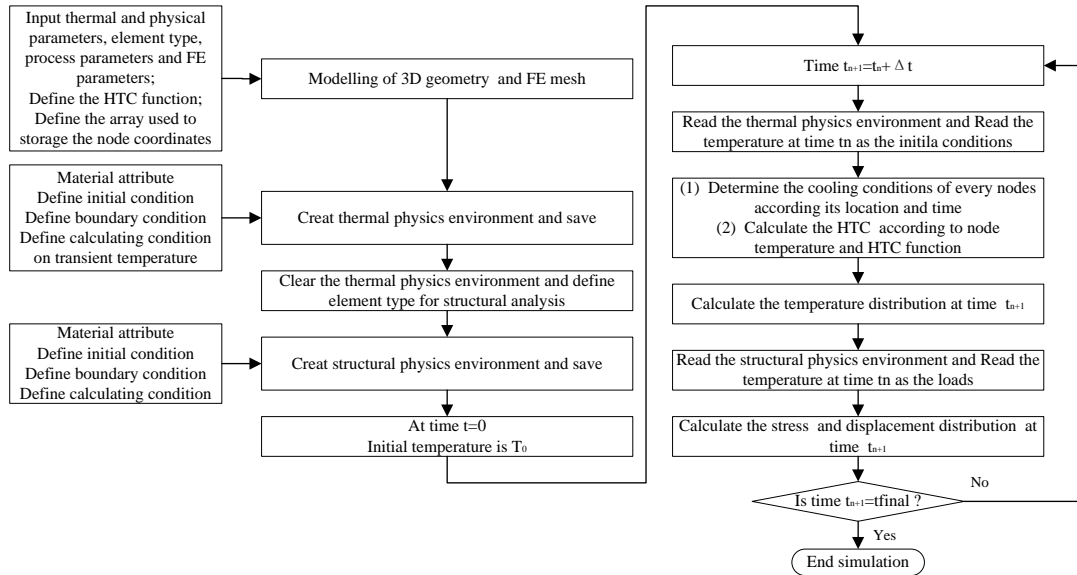 Input thermal and physical
parameters, element type,
process parameters and FE
parameters;
Define the HTC function;
Define the array used to
storage the node coordinates
Modelling of 3D geometry and FE mesh
Material attribute
Define initial condition
Define boundary condition
Define calculating condition
on transient temperature
Creat thermal physics environment and save
Clear the thermal physics environment and define
element type for structural analysis
Material attribute
Define initial condition
Define boundary condition
Define calculating condition
Creat structural physics environment and save
At time t=0
Initial temperature is T₀
Time tₙ₊₁=tₙ+ Δ t
Read the thermal physics environment and Read the
temperature at time tn as the initila conditions
(1) Determine the cooling conditions of every nodes
according its location and time
(2) Calculate the HTC according to node
temperature and HTC function
Calculate the temperature distribution at time tₙ₊₁
Read the structural physics environment and Read the
temperature at time tn as the loads
Calculate the stress and displacement distribution at
time tₙ₊₁
Is time tₙ₊₁=tfinal ?
No
Yes
End simulation